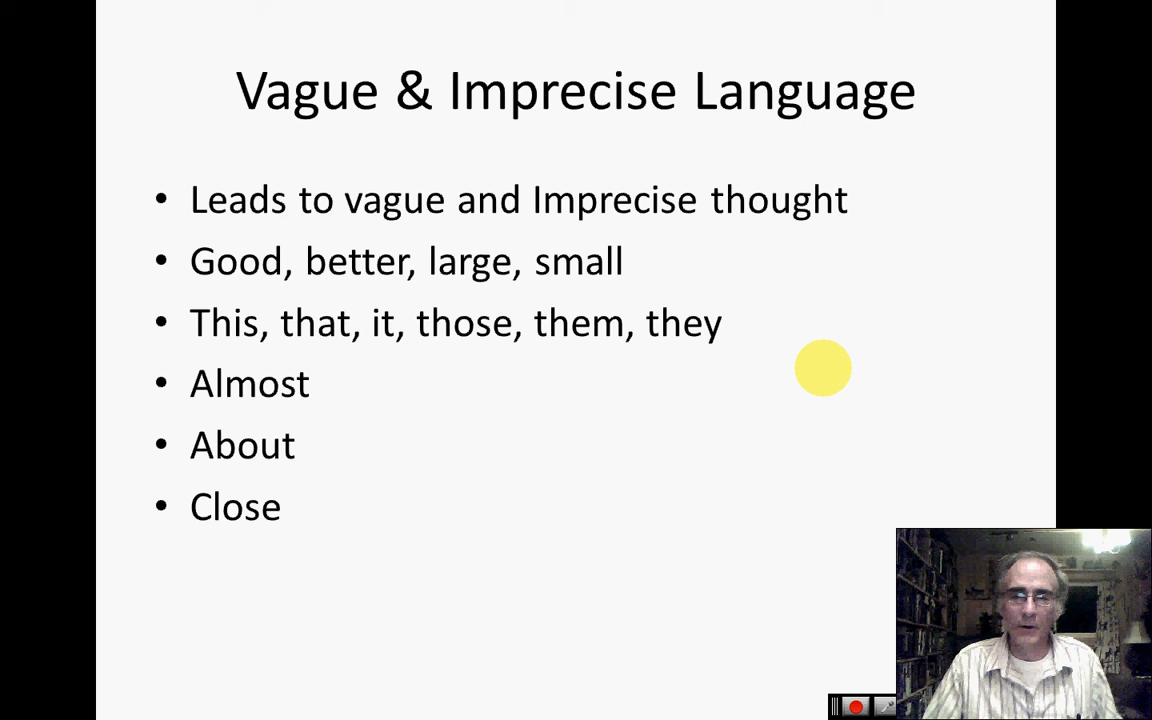 Vague & Imprecise Language
• Leads to vague and Imprecise thought
• Good, better, large, small
• This, that, it, those, them, they
• Almost
• About
• Close